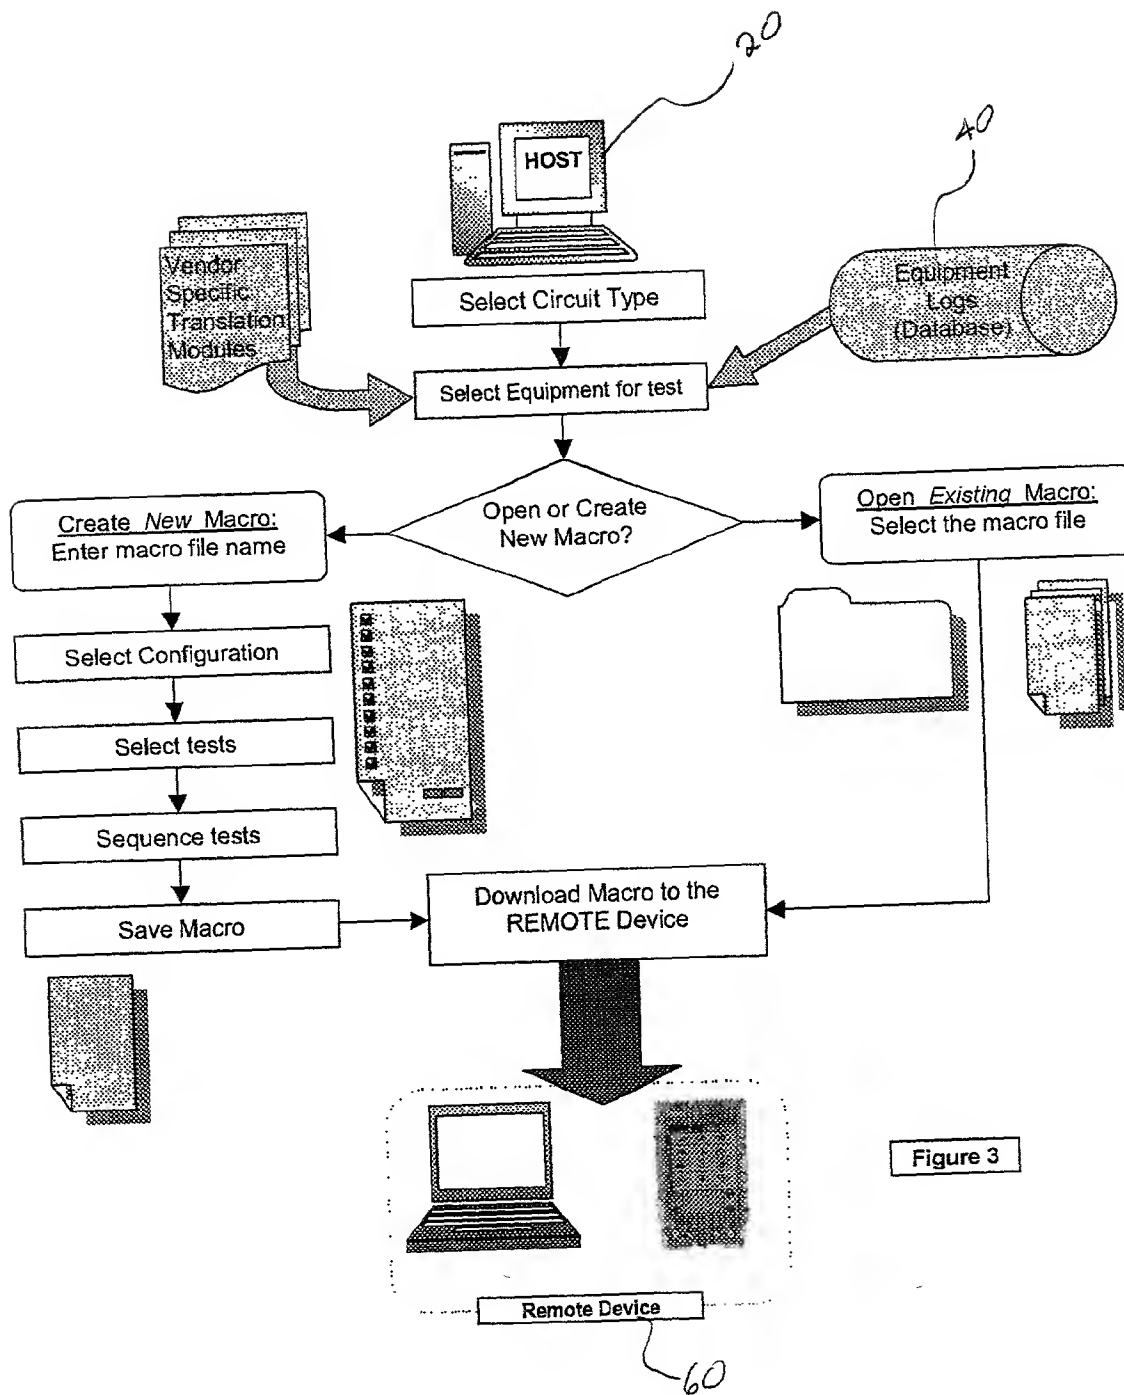 20
HOST
40
Vendor
Specific
Translation
Modules
Equipment
Logs
(Database)
Select Circuit Type
Select Equipment for test
Open or Create
New Macro?
Create New Macro:
Enter macro file name
Open Existing Macro:
Select the macro file
Select Configuration
Select tests
Sequence tests
Save Macro
Download Macro to the
REMOTE Device
Figure 3
Remote Device
60